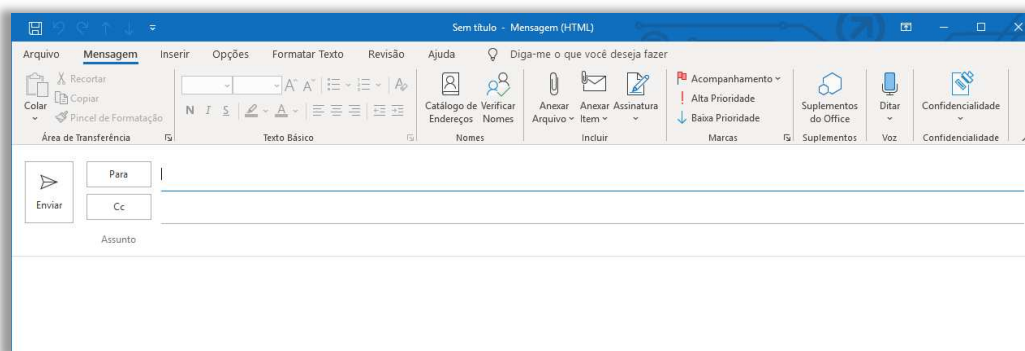 Sem título - Mensagem (HTML)
Arquivo Mensagem Inserir Opções Formatar Texto Revisão Ajuda Diga-me o que você deseja fazer
Colar
Recortar
Copiar
Pincel de Formatação
Área de Transferência
N I S
Texto Básico
Catálogo de Endereços
Verificar Nomes
Nomes
Anexar Arquivo
Anexar Item
Assinatura
Incluir
Acompanhamento
Alta Prioridade
Baixa Prioridade
Marcas
Suplementos do Office
Suplementos
Ditar
Voz
Confidencialidade
Confidencialidade
Enviar
Para
Cc
Assunto